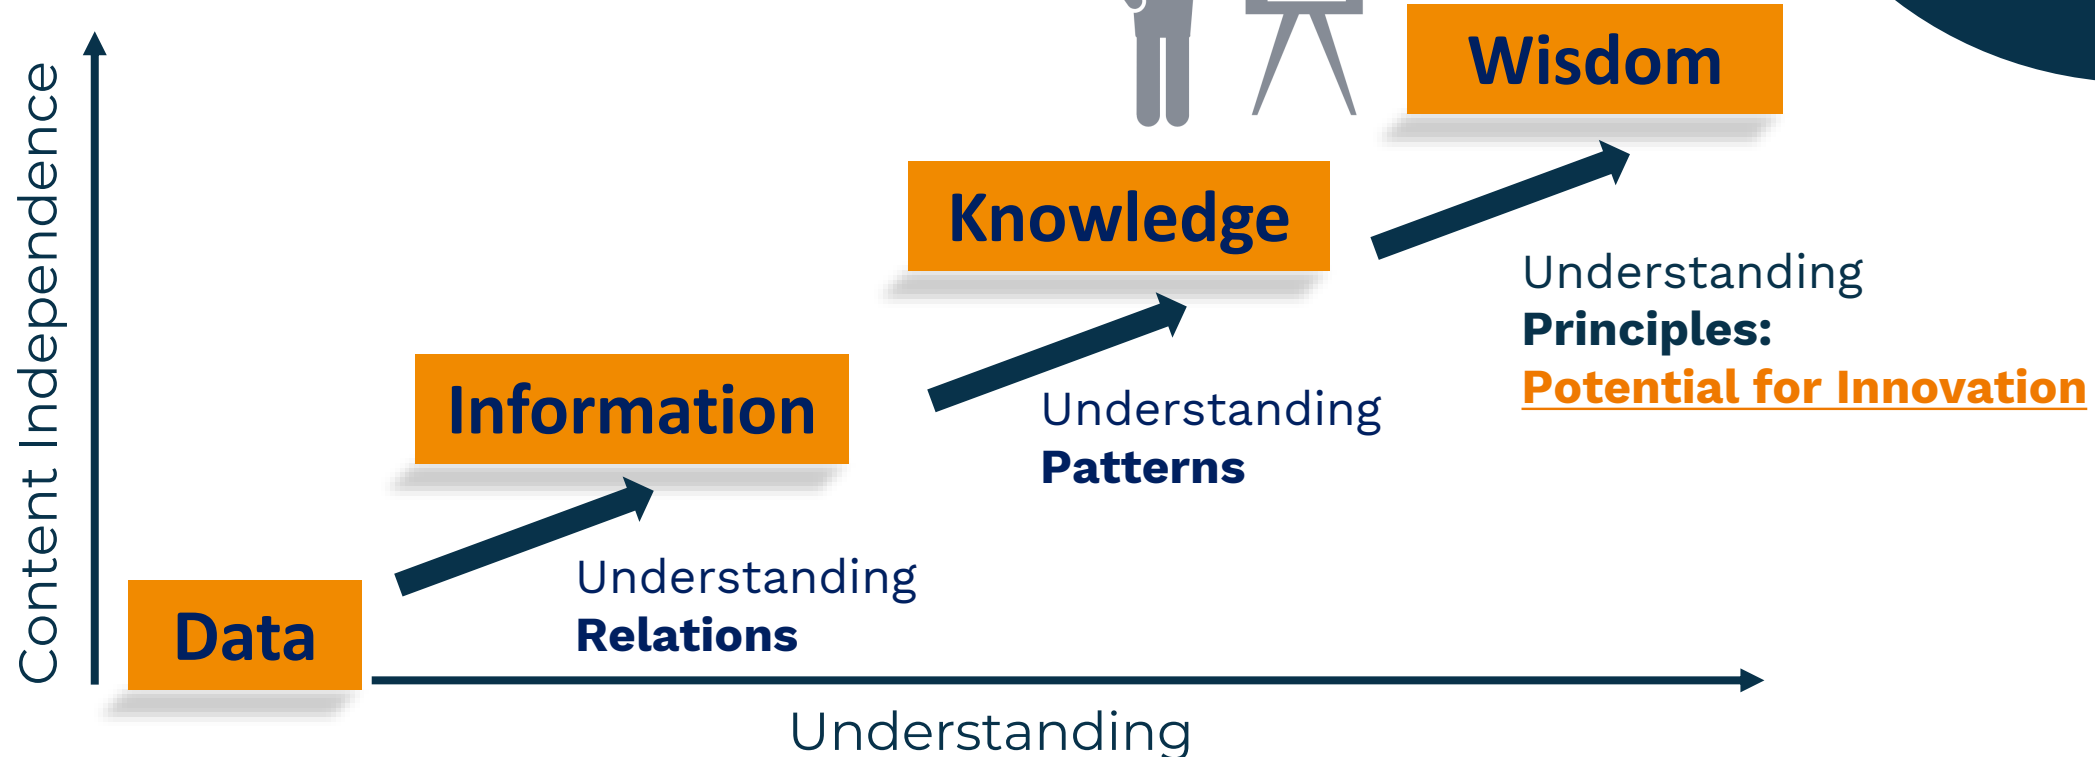 Content Independence
Wisdom
Knowledge
Understanding
Principles:
Potential for Innovation
Information
Understanding
Patterns
Data
Understanding
Relations
Understanding